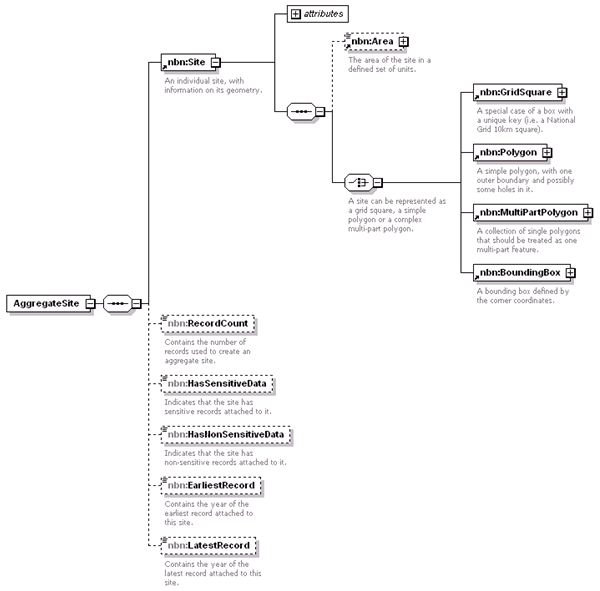 attributes
nbn:Site
An individual site, with
information on its geometry.
nbn:Area
The area of the site in a
defined set of units.
nbn:GridSquare
A special case of a box with
a unique key (i.e. a National
Grid 10km square).
nbn:Polygon
A simple polygon, with one
outer boundary and possibly
some holes in it.
A site can be represented as
a grid square, a simple
polygon or a complex
multi-part polygon.
nbn:MultiPartPolygon
A collection of single polygons
that should be treated as one
multi-part feature.
nbn:BoundingBox
A bounding box defined by
the corner coordinates.
AggregateSite
nbn:RecordCount
Contains the number of
records used to create an
aggregate site.
nbn:HasSensitiveData
Indicates that the site has
sensitive records attached to it.
nbn:HasNonSensitiveData
Indicates that the site has
non-sensitive records attached to it.
nbn:EarliestRecord
Contains the year of the
earliest record attached to
this site.
nbn:LatestRecord
Contains the year of the
latest record attached to this
site.